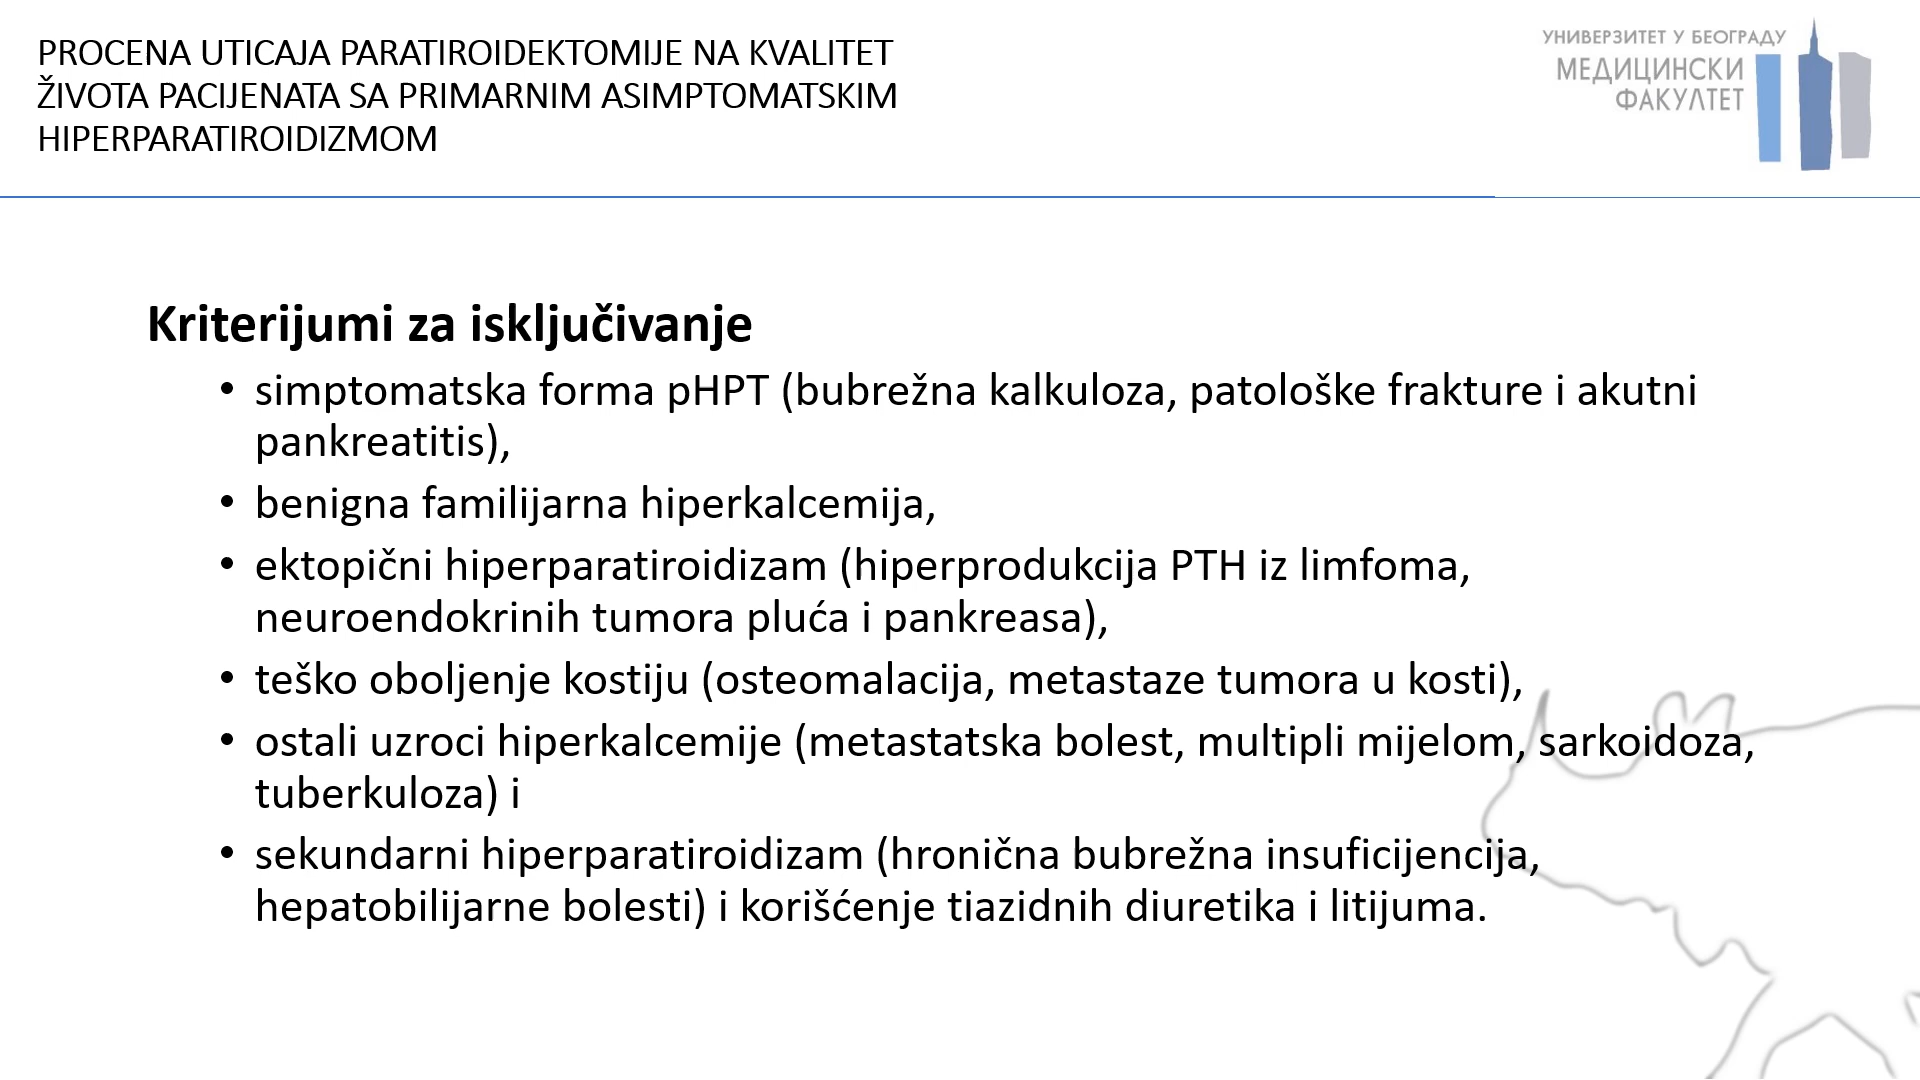 PROCENA UTICAJA PARATIROIDEKTOMIJE NA KVALITET
ŽIVOTA PACIJENATA SA PRIMARNIM ASIMPTOMATSKIM
HIPERPARATIROIDIZMOM
УНИВЕРЗИТЕТ У БЕОГРАДУ
МЕДИЦИНСКИ
ФАКУЛТЕТ
Kriterijumi za isključivanje
• simptomatska forma pHPT (bubrežna kalkuloza, patološke frakture i akutni
pankreatitis),
• benigna familijarna hiperkalcemija,
• ektopični hiperparatiroidizam (hiperprodukcija PTH iz limfoma,
neuroendokrinih tumora pluća i pankreasa),
• teško oboljenje kostiju (osteomalacija, metastaze tumora u kosti),
• ostali uzroci hiperkalcemije (metastatska bolest, multipli mijelom, sarkoidoza,
tuberkuloza) i
• sekundarni hiperparatiroidizam (hronična bubrežna insuficijencija,
hepatobilijarne bolesti) i korišćenje tiazidnih diuretika i litijuma.